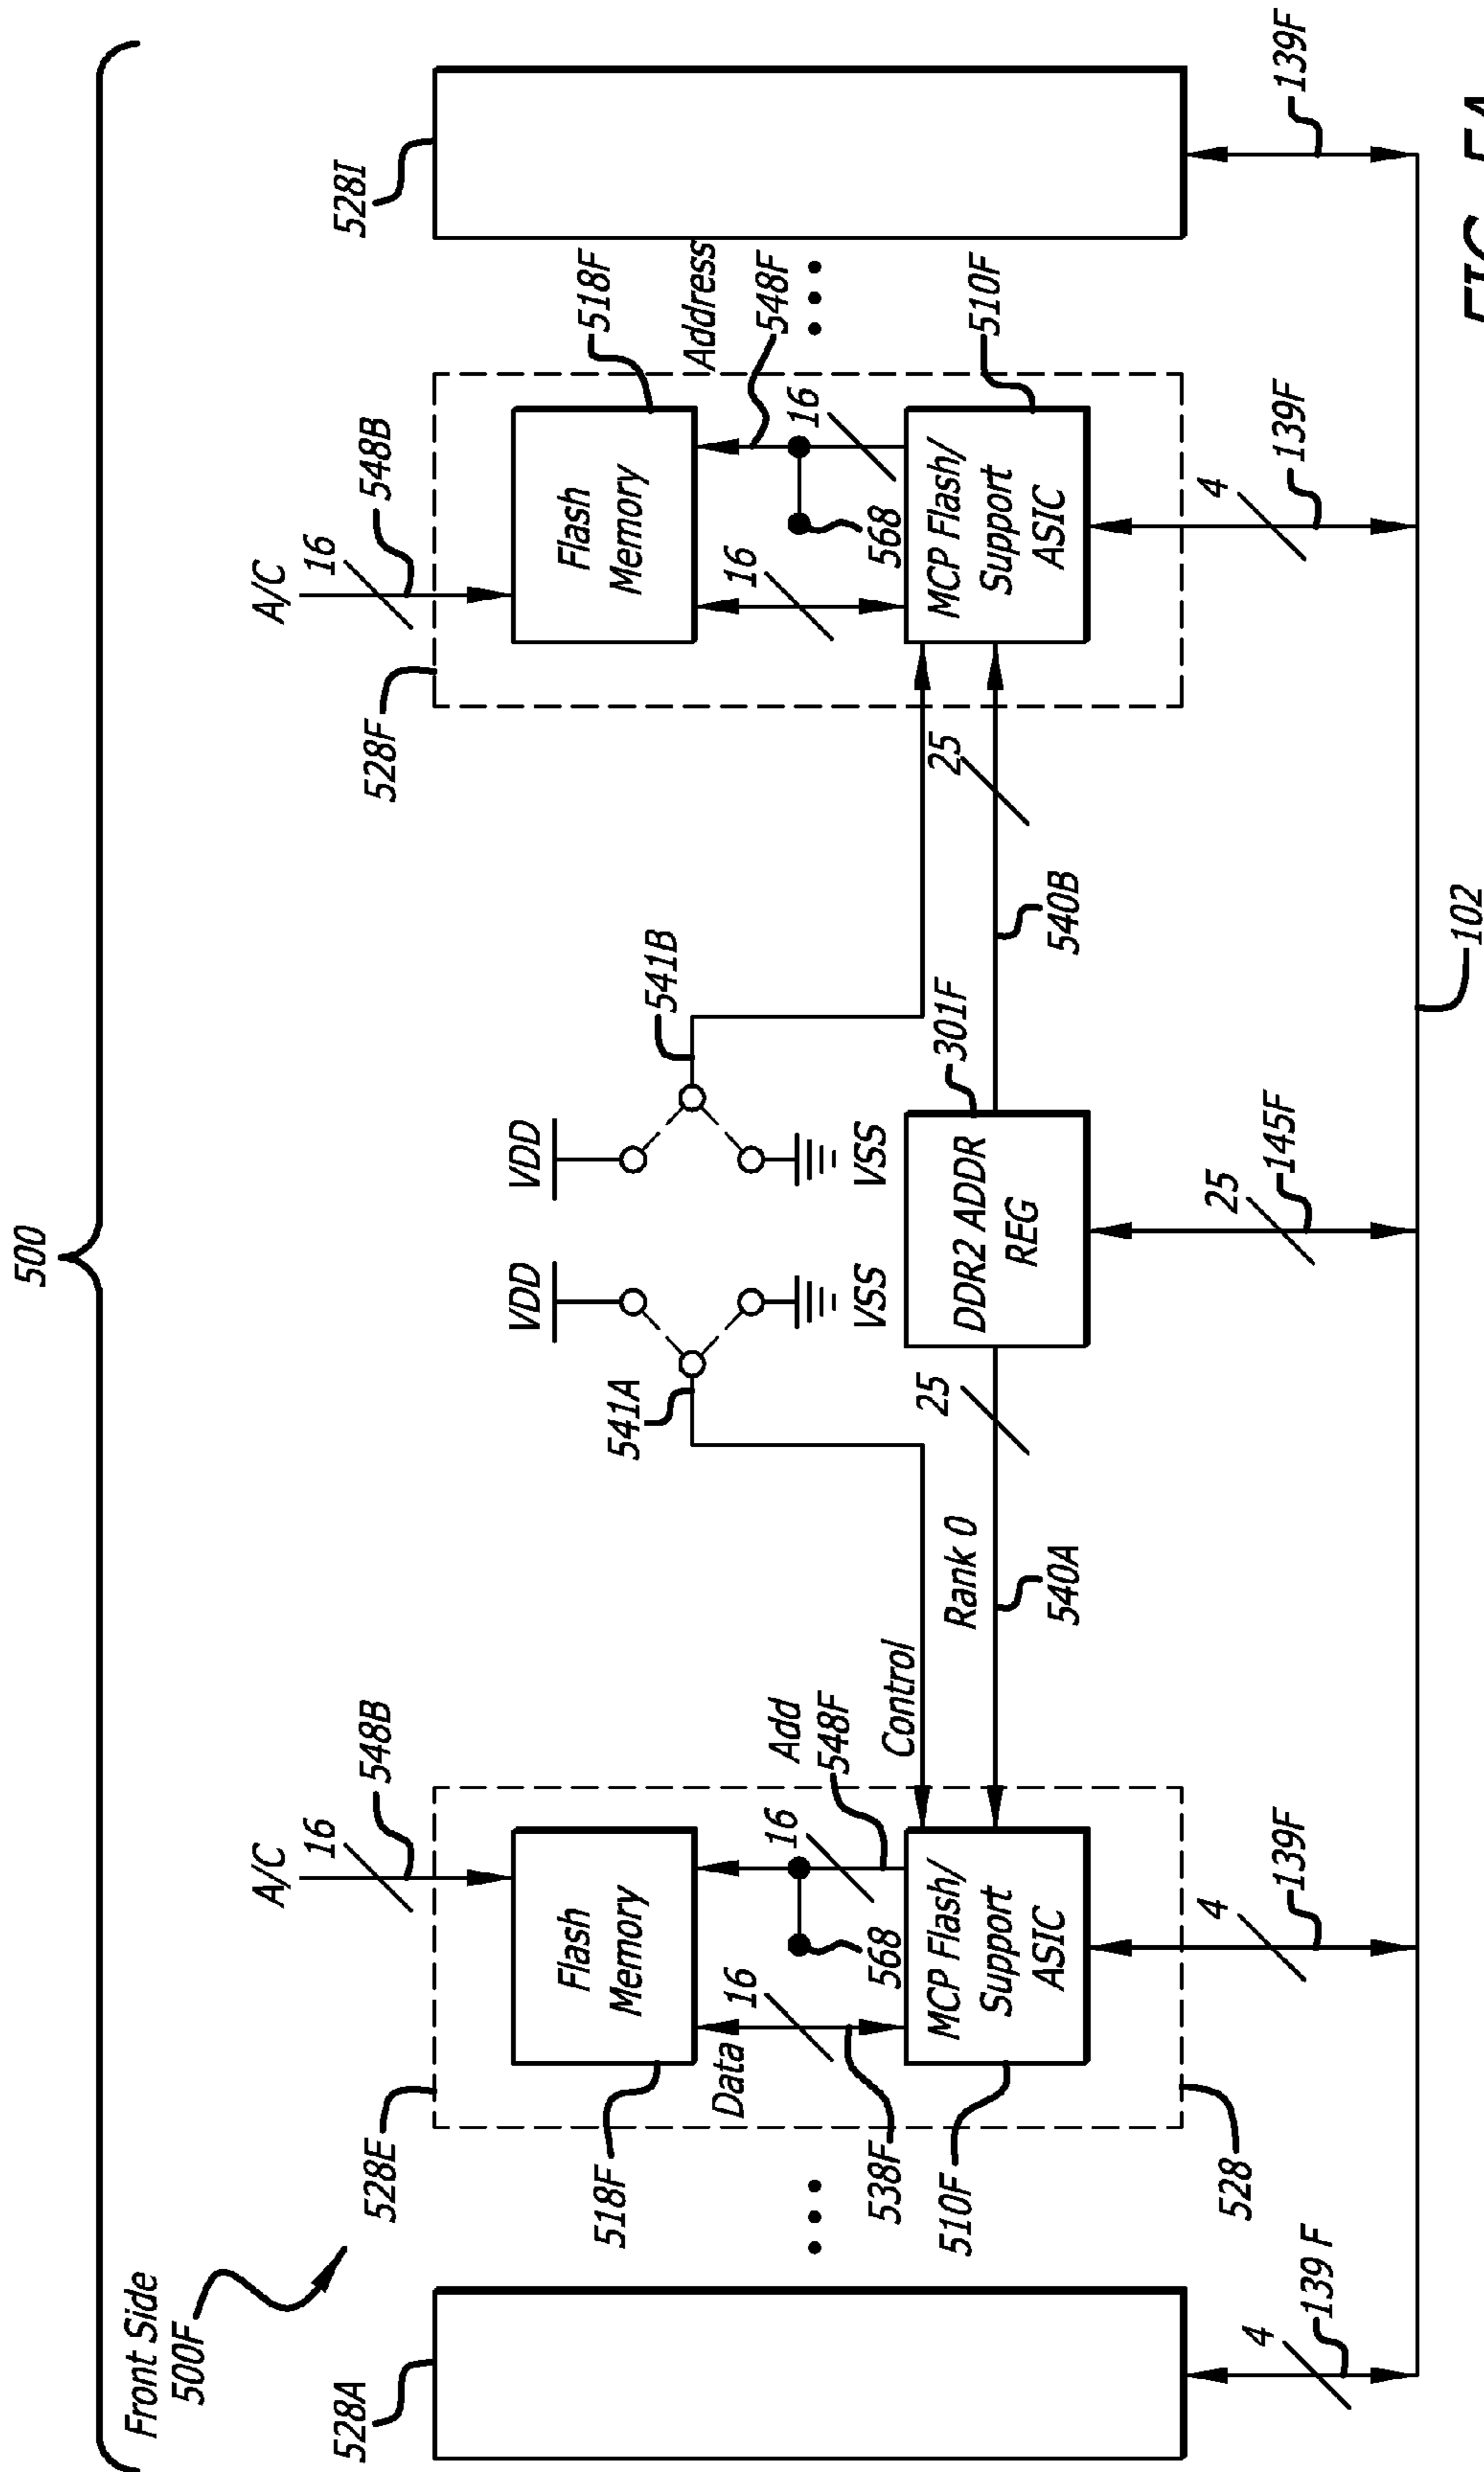 500
Front Side
500F
A/C
A/C
16
16
528A
528E
548B
528F
548B
528I
VDD
VDD
Flash
Memory
Flash
Memory
518F
541A
541B
518F
Data
16
Add
548F
16
568
16
Address
548F
16
568
VSS
VSS
538F
Control
510F
MCP Flash/
Support
ASIC
Rank 0
25
540A
DDR2 ADDR
REG
301F
25
540B
MCP Flash/
Support
ASIC
510F
528
4
139 F
4
139F
25
145F
4
139F
139F
102